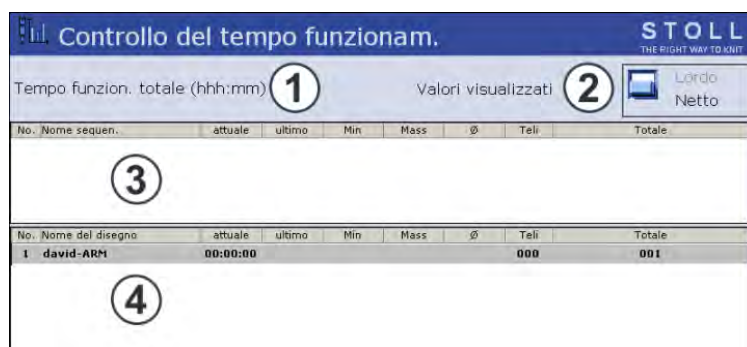 Controllo del tempo funzionam.
STOLL
THE RIGHT WAY TO KNIT
Tempo funzion. totale (hhh:mm) 1 Valori visualizzati 2 Lordo
Netto
No. Nome sequen. attuale ultimo Min Mass Ø Teli Totale
3
No. Nome del disegno attuale ultimo Min Mass Ø Teli Totale
1 david-ARM 00:00:00 000 001
4